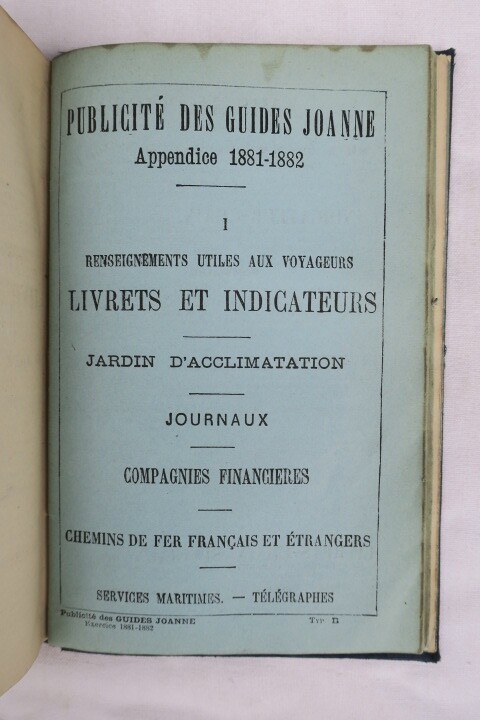 PUBLICITÉ DES GUIDES JOANNE
Appendice 1881-1882
I
RENSEIGNEMENTS UTILES AUX VOYAGEURS
LIVRETS ET INDICATEURS
JARDIN D'ACCLIMATATION
JOURNAUX
COMPAGNIES FINANCIERES
CHEMINS DE FER FRANÇAIS ET ÉTRANGERS
SERVICES MARITIMES. — TÉLÉGRAPHES
Publicité des GUIDES JOANNE TYP
Exercice 1881-1882